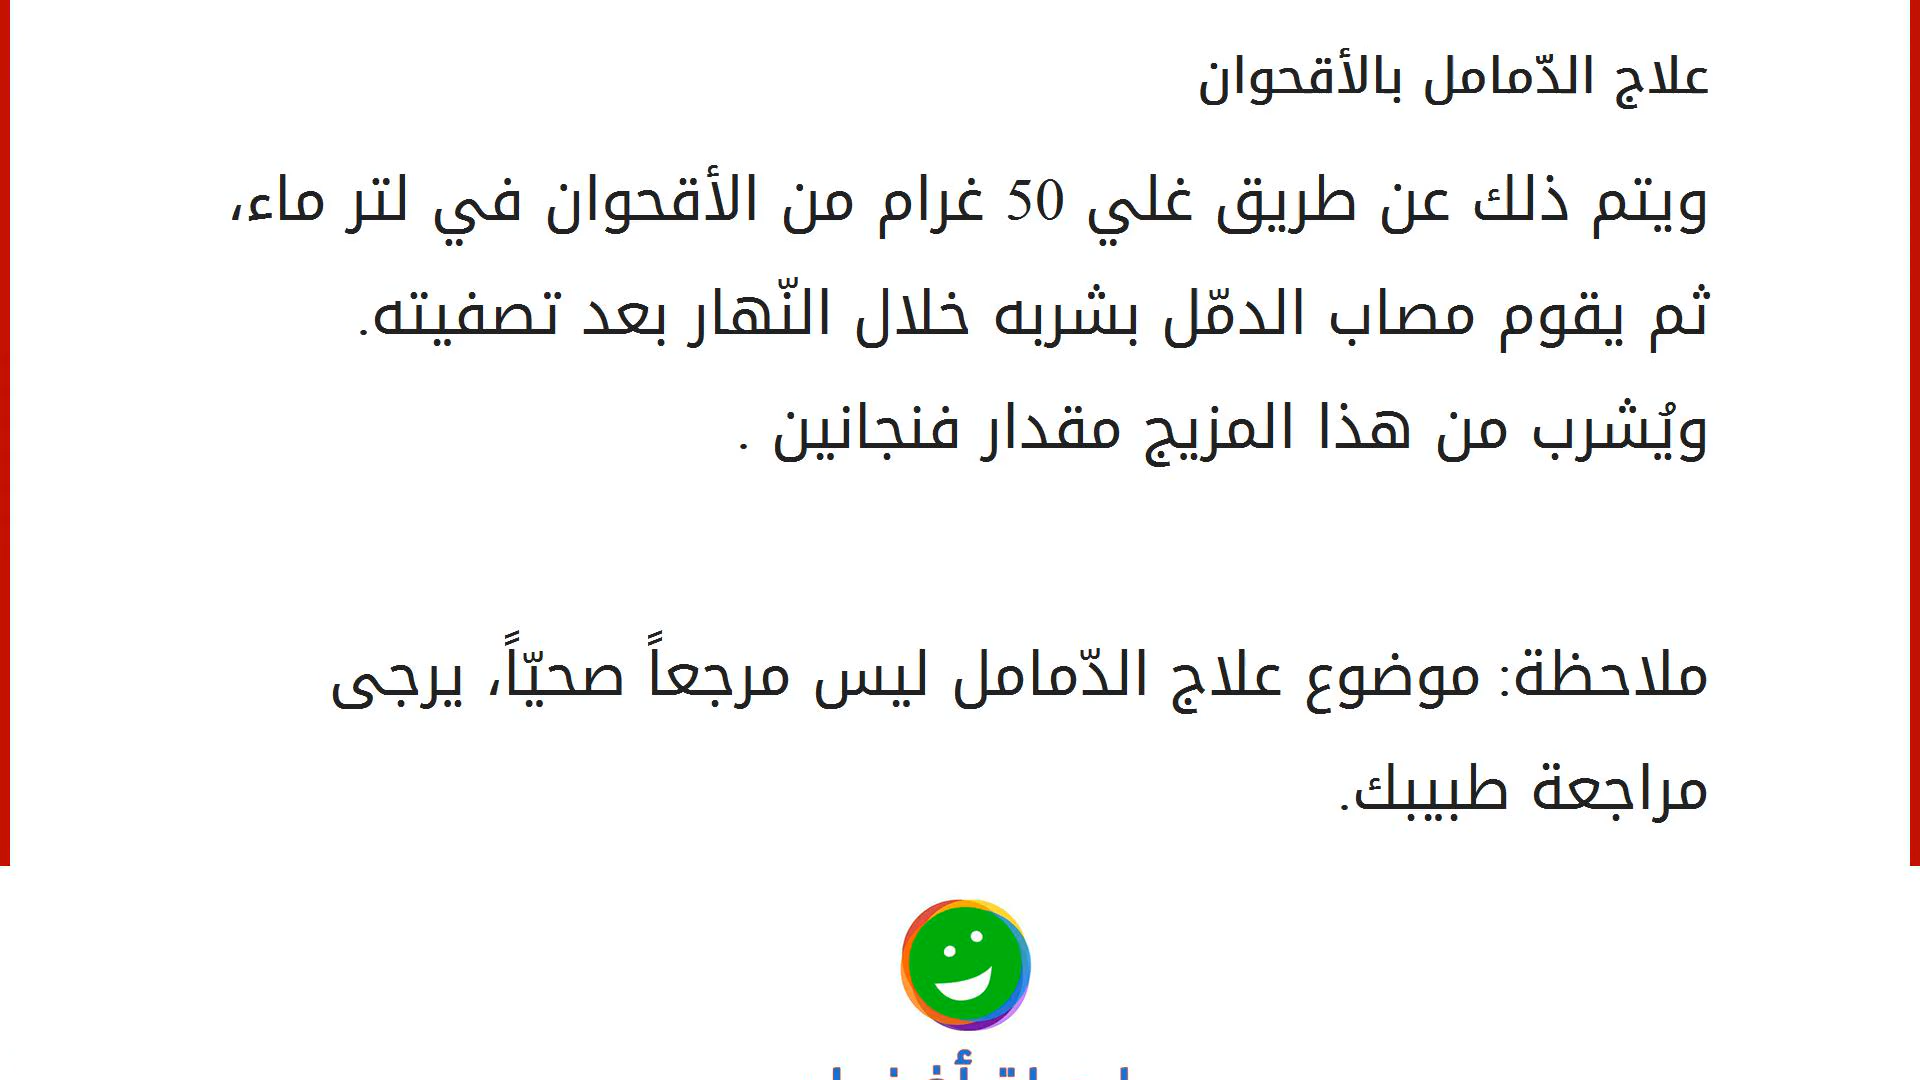 علاج الدّمامل بالأقحوان
ويتم ذلك عن طريق غلي 50 غرام من الأقحوان في لتر ماء،
ثم يقوم مصاب الدمّل بشربه خلال النّهار بعد تصفيته.
ويُشرب من هذا المزيج مقدار فنجانين .
ملاحظة: موضوع علاج الدّمامل ليس مرجعاً صحيّاً، يرجى
مراجعة طبيبك.